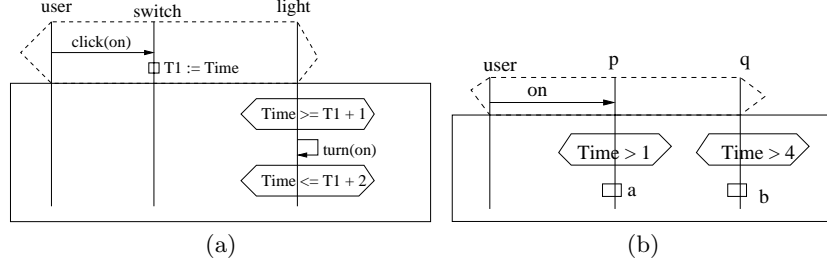 user
switch
light
click(on)
T1 := Time
Time >= T1 + 1
turn(on)
Time <= T1 + 2
(a)
user
p
q
on
Time > 1
Time > 4
a
b
(b)